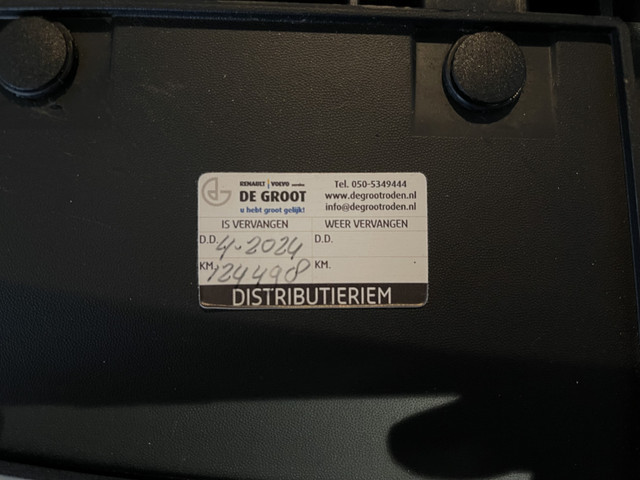 RENAULT | VOLVO service
DE GROOT
u hebt groot gelijk!
Tel. 050-5349444
www.degrootroden.nl
info@degrootroden.nl
IS VERVANGEN WEER VERVANGEN
D.D. 4-2024 D.D.
KM. 124498 KM.
DISTRIBUTIERIEM